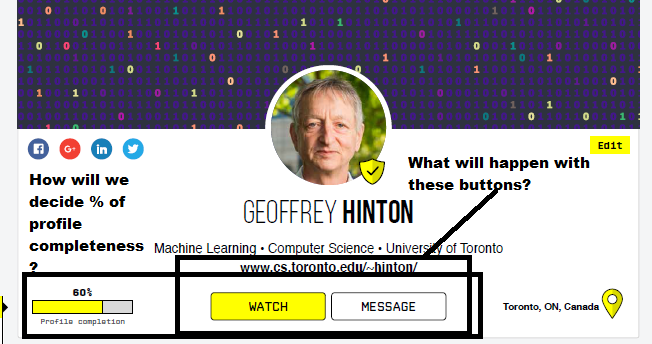 Edit
What will happen with
these buttons?
How will we
decide % of
profile
completeness
?
GEOFFREY HINTON
Machine Learning • Computer Science • University of Toronto
www.cs.toronto.edu/~hinton/
60%
Profile completion
WATCH
MESSAGE
Toronto, ON, Canada